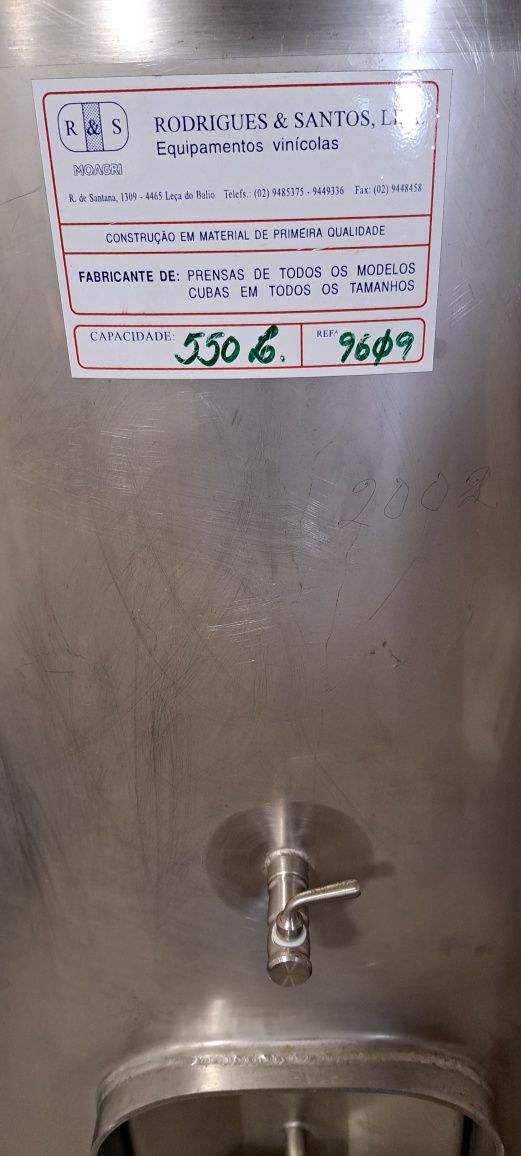 R & S
MOAGRI
RODRIGUES & SANTOS,
Equipamentos vinícolas
R. de Santana, 1309 - 4465 Leça do Balio Telefs.: (02) 9485375 - 9449336 Fax: (02) 9448458
CONSTRUÇÃO EM MATERIAL DE PRIMEIRA QUALIDADE
FABRICANTE DE: PRENSAS DE TODOS OS MODELOS
CUBAS EM TODOS OS TAMANHOS
CAPACIDADE: 550 L.
REFª 9609
2002